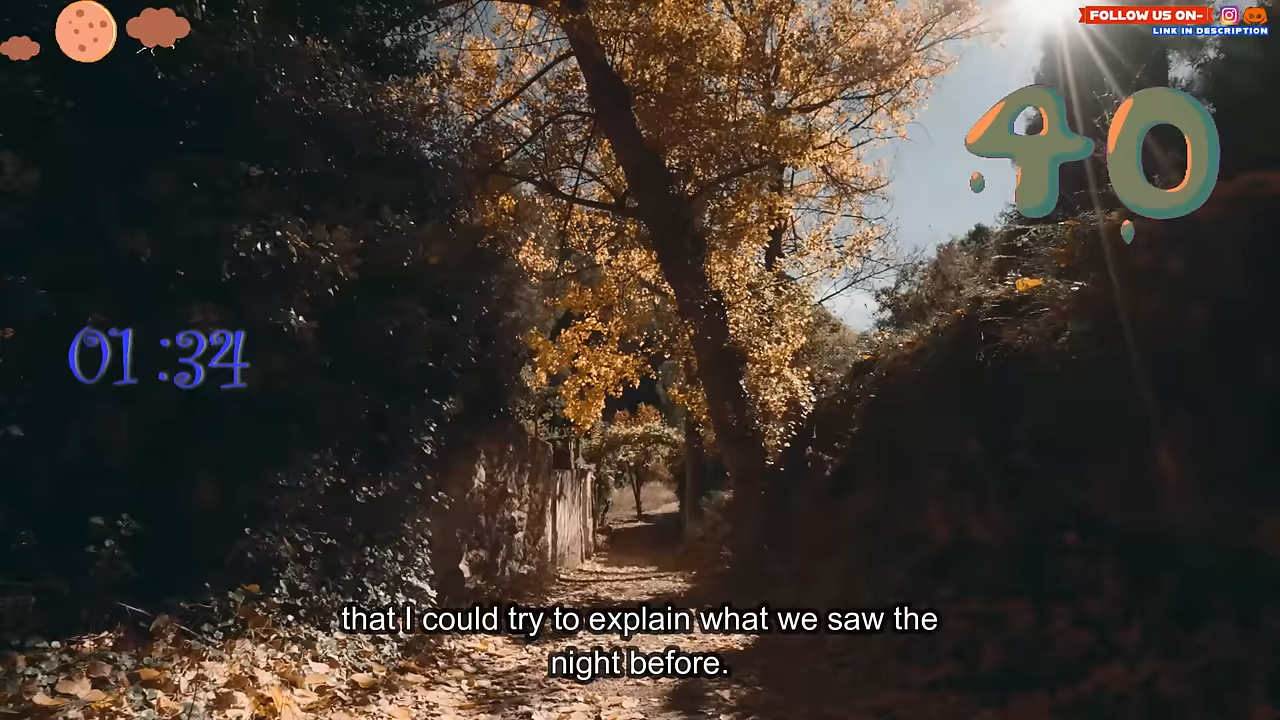 FOLLOW US ON-
LINK IN DESCRIPTION
40
01:34
that I could try to explain what we saw the
night before.